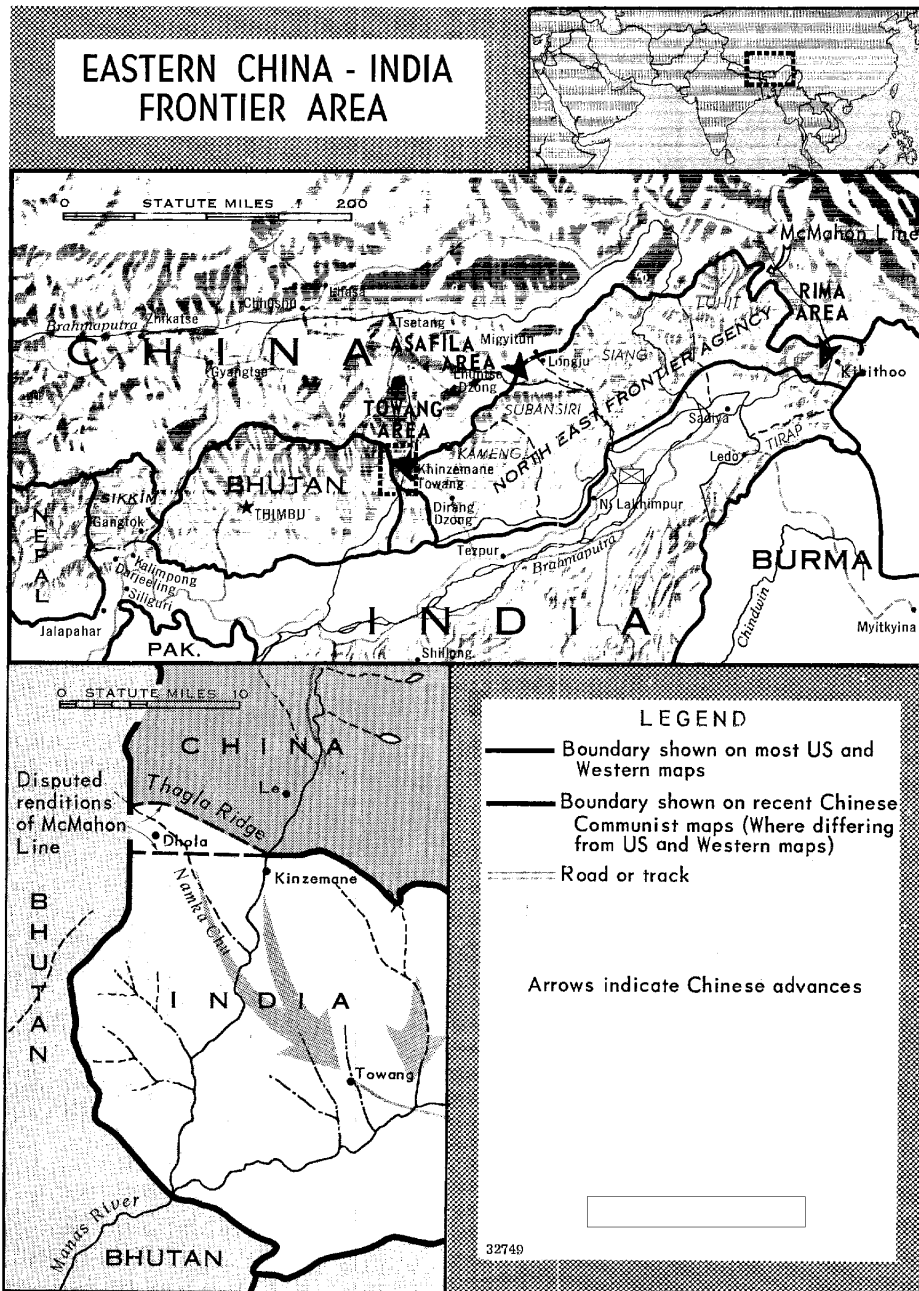 EASTERN CHINA - INDIA
FRONTIER AREA
0 STATUTE MILES 200
McMahon Line
RIMA
AREA
LUHIT
Lhasa
Chhushu
Brahmaputra
Zhikatse
Tsetang
Migyitun
CHINA
ASAFILA
AREA
Longju
SIANG
Kibithoo
Gyangtse
Lhuntse
Dzong
NORTH EAST FRONTIER AGENCY
TOWANG
AREA
SUBANSIRI
Sadiya
TIRAP
KAMENG
Ledo
Khinzemane
Towang
BHUTAN
THIMBU
SIKKIM
Gangtok
Dirang
Dzong
N. Lakhimpur
NEPAL
Tezpur
Brahmaputra
BURMA
Kalimpong
Darjeeling
Siliguri
INDIA
Chindwin
Jalapahar
PAK.
Shillong
Myitkyina
0 STATUTE MILES 10
CHINA
Le
Thagla Ridge
Disputed
renditions
of McMahon
Line
Dhola
Kinzemane
Namka Chu
BHUTAN
INDIA
Towang
Manas River
BHUTAN
LEGEND
Boundary shown on most US and
Western maps
Boundary shown on recent Chinese
Communist maps (Where differing
from US and Western maps)
Road or track
Arrows indicate Chinese advances
32749